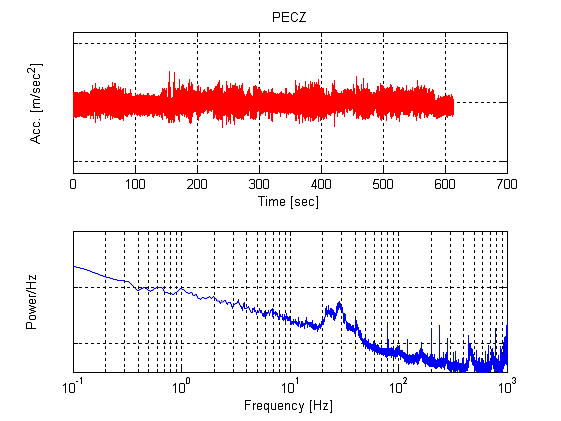 PECZ
Acc. [m/sec²]
0 100 200 300 400 500 600 700
Time [sec]
Power/Hz
10⁻¹ 10⁰ 10¹ 10² 10³
Frequency [Hz]